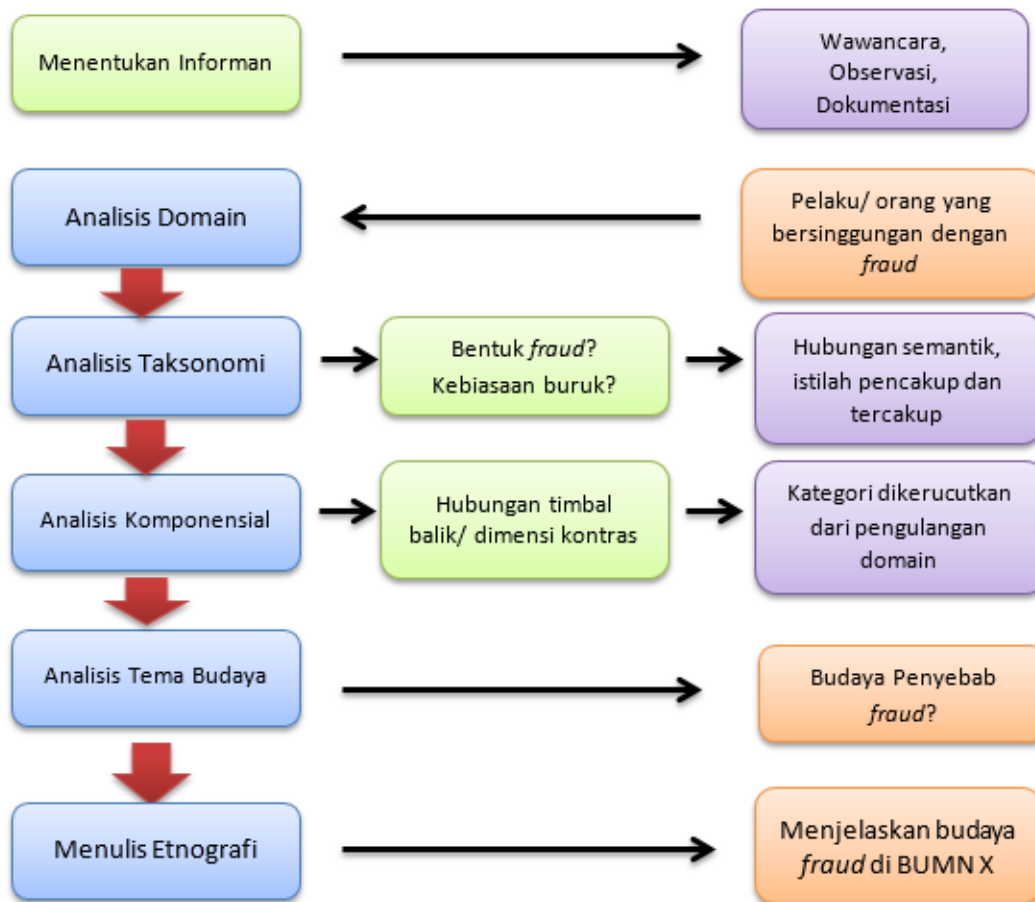 Menentukan Informan
Wawancara,
Observasi,
Dokumentasi
Analisis Domain
Pelaku/ orang yang
bersinggungan dengan
fraud
Analisis Taksonomi
Bentuk fraud?
Kebiasaan buruk?
Hubungan semantik,
istilah pencakup dan
tercakup
Analisis Komponensial
Hubungan timbal
balik/ dimensi kontras
Kategori dikerucutkan
dari pengulangan
domain
Analisis Tema Budaya
Budaya Penyebab
fraud?
Menulis Etnografi
Menjelaskan budaya
fraud di BUMN X